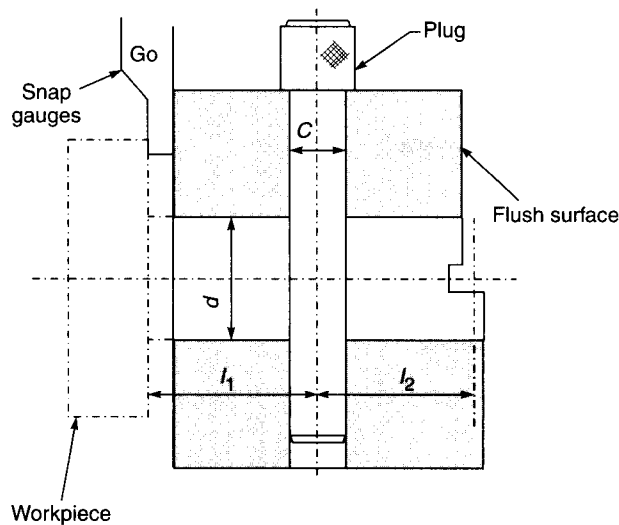 Go
Plug
Snap
gauges
C
Flush surface
d
l1
l2
Workpiece